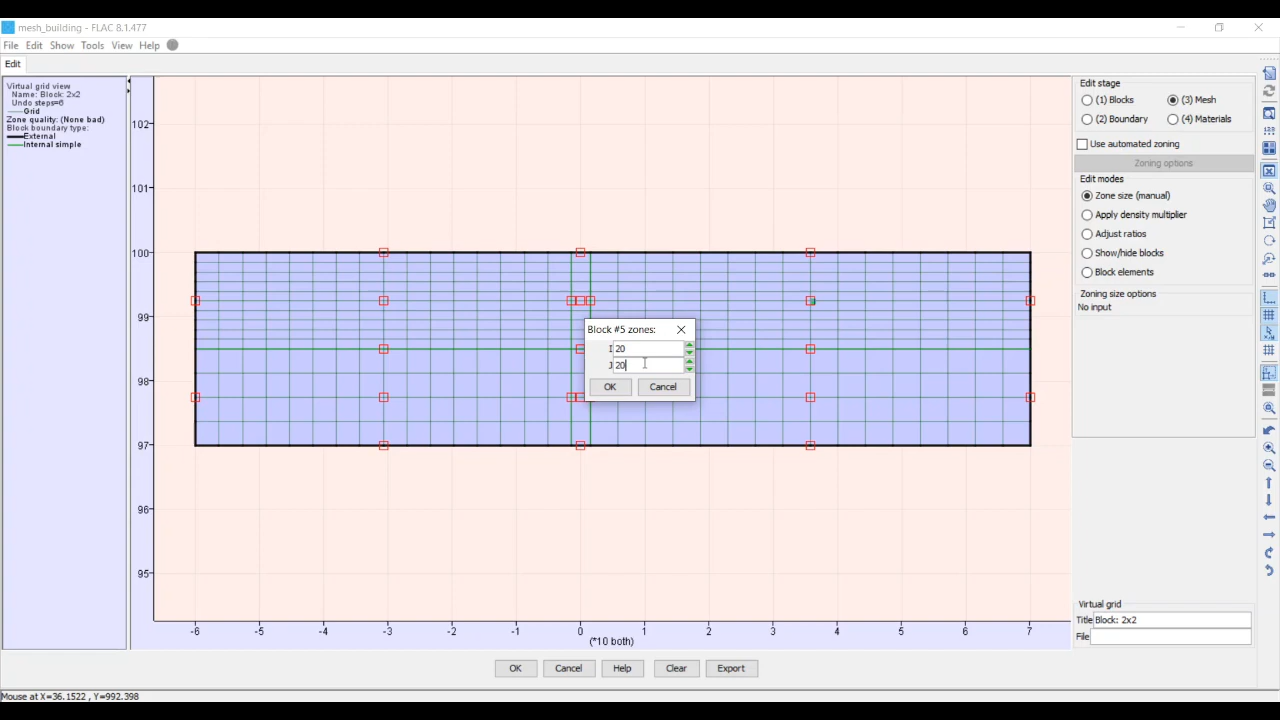 mesh_building - FLAC 8.1.477
File Edit Show Tools View Help
Edit
Virtual grid view
Name: Block: 2x2
Undo steps=6
Grid
Zone quality: (None bad)
Block boundary type:
External
Internal simple
102
101
100
99
98
97
96
95
-6 -5 -4 -3 -2 -1 0 1 2 3 4 5 6 7
(*10 both)
Block #5 zones:
I 20
J 20
OK Cancel
Edit stage
(1) Blocks (3) Mesh
(2) Boundary (4) Materials
Use automated zoning
Zoning options
Edit modes
Zone size (manual)
Apply density multiplier
Adjust ratios
Show/hide blocks
Block elements
Zoning size options
No input
Virtual grid
Title Block: 2x2
File
123
OK Cancel Help Clear Export
Mouse at X=36.1522 , Y=992.398